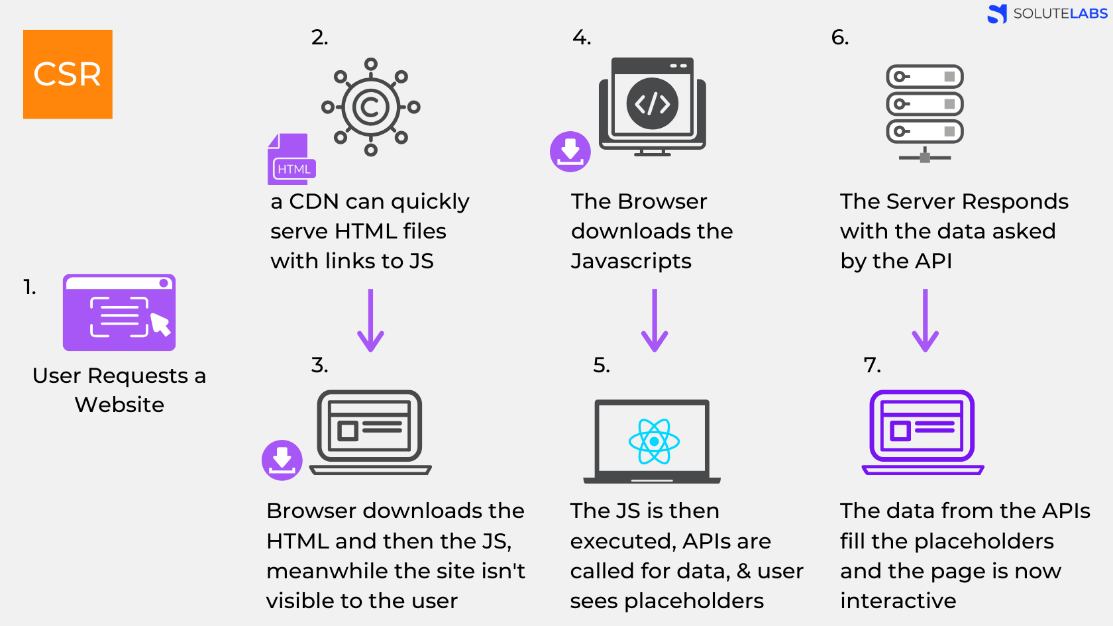 SOLUTELABS
CSR
1.
User Requests a
Website
2.
HTML
a CDN can quickly
serve HTML files
with links to JS
3.
Browser downloads the
HTML and then the JS,
meanwhile the site isn't
visible to the user
4.
</>
The Browser
downloads the
Javascripts
5.
The JS is then
executed, APIs are
called for data, & user
sees placeholders
6.
The Server Responds
with the data asked
by the API
7.
The data from the APIs
fill the placeholders
and the page is now
interactive